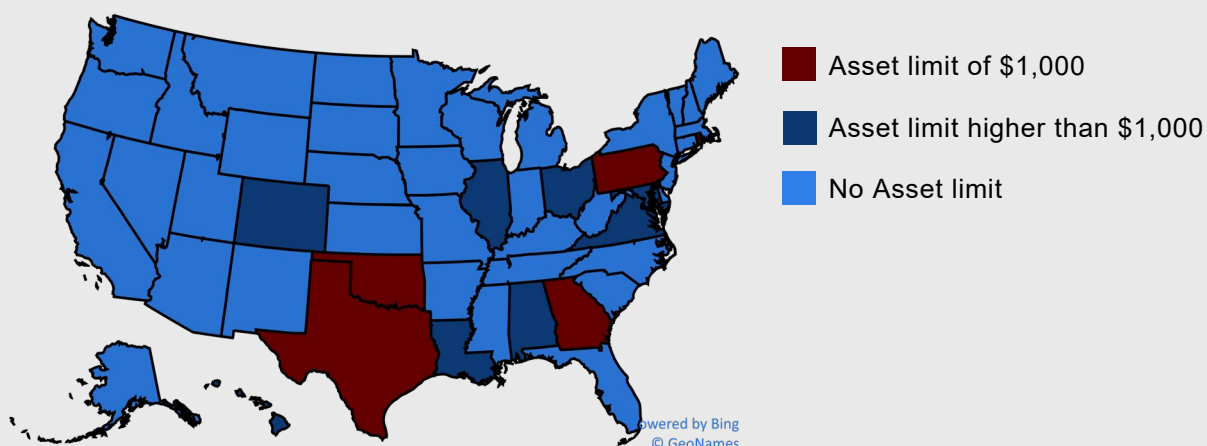 Asset limit of $1,000
Asset limit higher than $1,000
No Asset limit
owered by Bing
© GeoNames